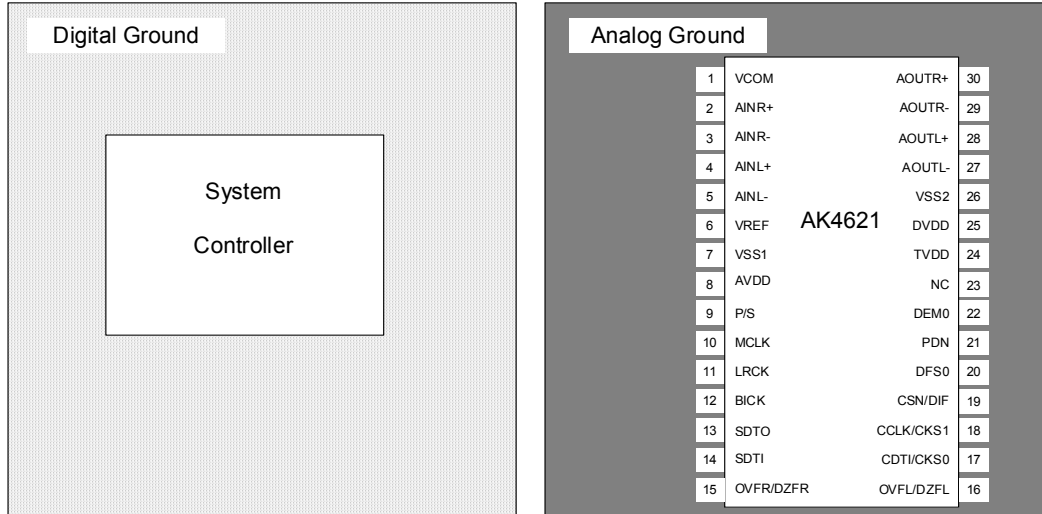 Digital Ground
System
Controller
Analog Ground
AK4621
1 VCOM AOUTR+ 30
2 AINR+ AOUTR- 29
3 AINR- AOUTL+ 28
4 AINL+ AOUTL- 27
5 AINL- VSS2 26
6 VREF DVDD 25
7 VSS1 TVDD 24
8 AVDD NC 23
9 P/S DEM0 22
10 MCLK PDN 21
11 LRCK DFS0 20
12 BICK CSN/DIF 19
13 SDTO CCLK/CKS1 18
14 SDTI CDTI/CKS0 17
15 OVFR/DZFR OVFL/DZFL 16